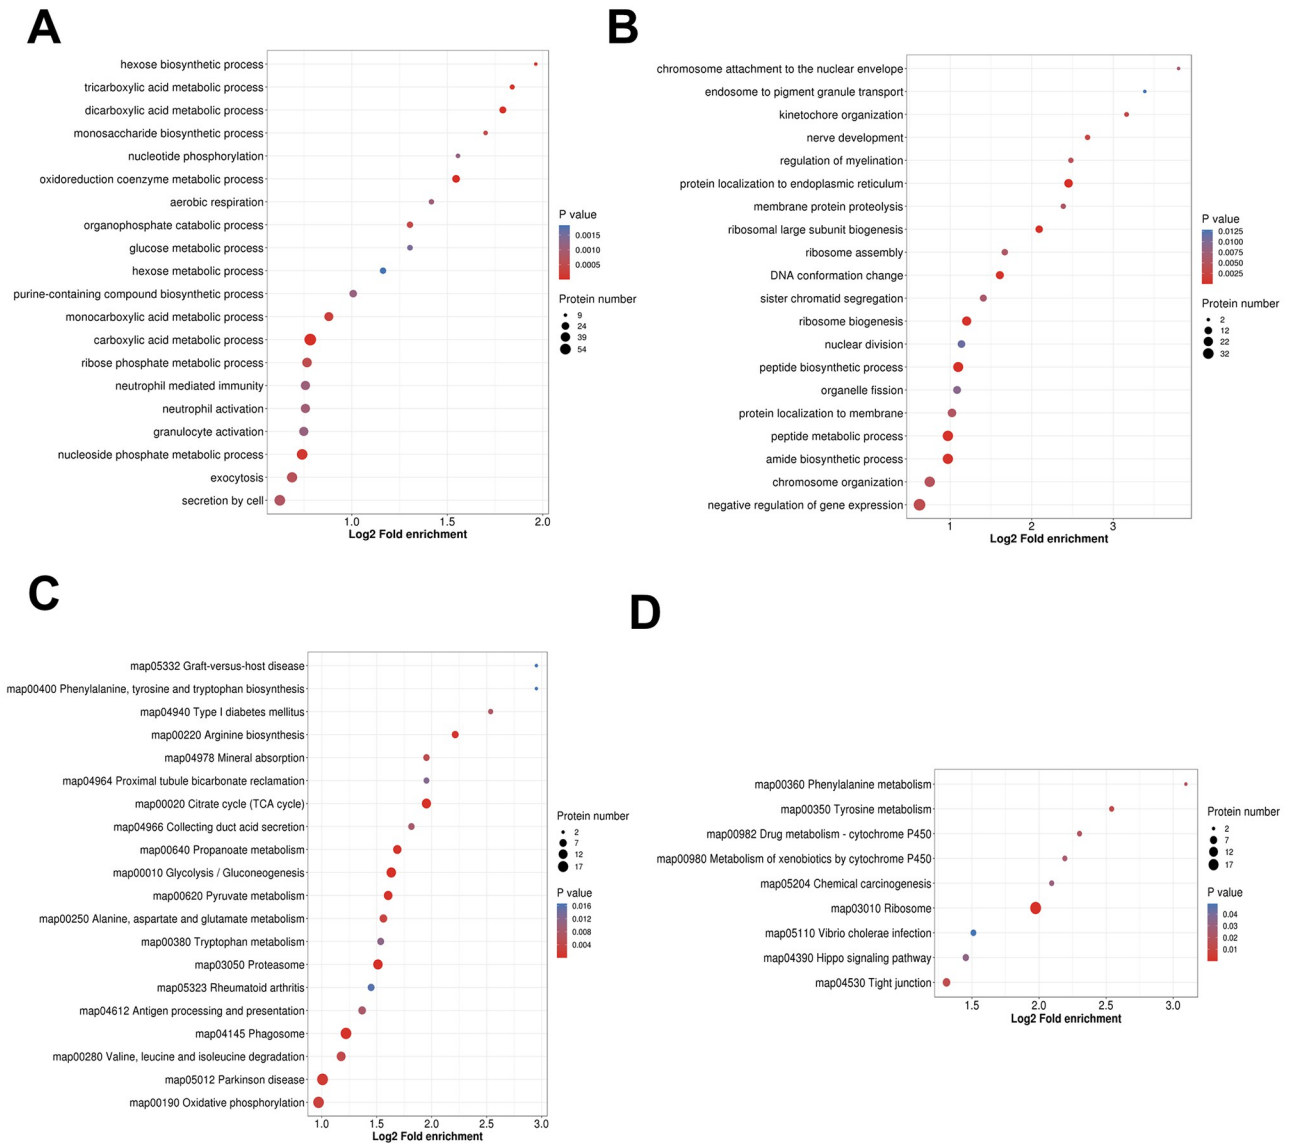 A
hexose biosynthetic process
tricarboxylic acid metabolic process
dicarboxylic acid metabolic process
monosaccharide biosynthetic process
nucleotide phosphorylation
oxidoreduction coenzyme metabolic process
aerobic respiration
organophosphate catabolic process
glucose metabolic process
hexose metabolic process
purine-containing compound biosynthetic process
monocarboxylic acid metabolic process
carboxylic acid metabolic process
ribose phosphate metabolic process
neutrophil mediated immunity
neutrophil activation
granulocyte activation
nucleoside phosphate metabolic process
exocytosis
secretion by cell
1.0 1.5 2.0
Log2 Fold enrichment
P value
0.0015
0.0010
0.0005
Protein number
9
24
39
54
B
chromosome attachment to the nuclear envelope
endosome to pigment granule transport
kinetochore organization
nerve development
regulation of myelination
protein localization to endoplasmic reticulum
membrane protein proteolysis
ribosomal large subunit biogenesis
ribosome assembly
DNA conformation change
sister chromatid segregation
ribosome biogenesis
nuclear division
peptide biosynthetic process
organelle fission
protein localization to membrane
peptide metabolic process
amide biosynthetic process
chromosome organization
negative regulation of gene expression
1 2 3
Log2 Fold enrichment
P value
0.0125
0.0100
0.0075
0.0050
0.0025
Protein number
2
12
22
32
C
map05332 Graft-versus-host disease
map00400 Phenylalanine, tyrosine and tryptophan biosynthesis
map04940 Type I diabetes mellitus
map00220 Arginine biosynthesis
map04978 Mineral absorption
map04964 Proximal tubule bicarbonate reclamation
map00020 Citrate cycle (TCA cycle)
map04966 Collecting duct acid secretion
map00640 Propanoate metabolism
map00010 Glycolysis / Gluconeogenesis
map00620 Pyruvate metabolism
map00250 Alanine, aspartate and glutamate metabolism
map00380 Tryptophan metabolism
map03050 Proteasome
map05323 Rheumatoid arthritis
map04612 Antigen processing and presentation
map04145 Phagosome
map00280 Valine, leucine and isoleucine degradation
map05012 Parkinson disease
map00190 Oxidative phosphorylation
1.0 1.5 2.0 2.5 3.0
Log2 Fold enrichment
Protein number
2
7
12
17
P value
0.016
0.012
0.008
0.004
D
map00360 Phenylalanine metabolism
map00350 Tyrosine metabolism
map00982 Drug metabolism - cytochrome P450
map00980 Metabolism of xenobiotics by cytochrome P450
map05204 Chemical carcinogenesis
map03010 Ribosome
map05110 Vibrio cholerae infection
map04390 Hippo signaling pathway
map04530 Tight junction
1.5 2.0 2.5 3.0
Log2 Fold enrichment
Protein number
2
7
12
17
P value
0.04
0.03
0.02
0.01